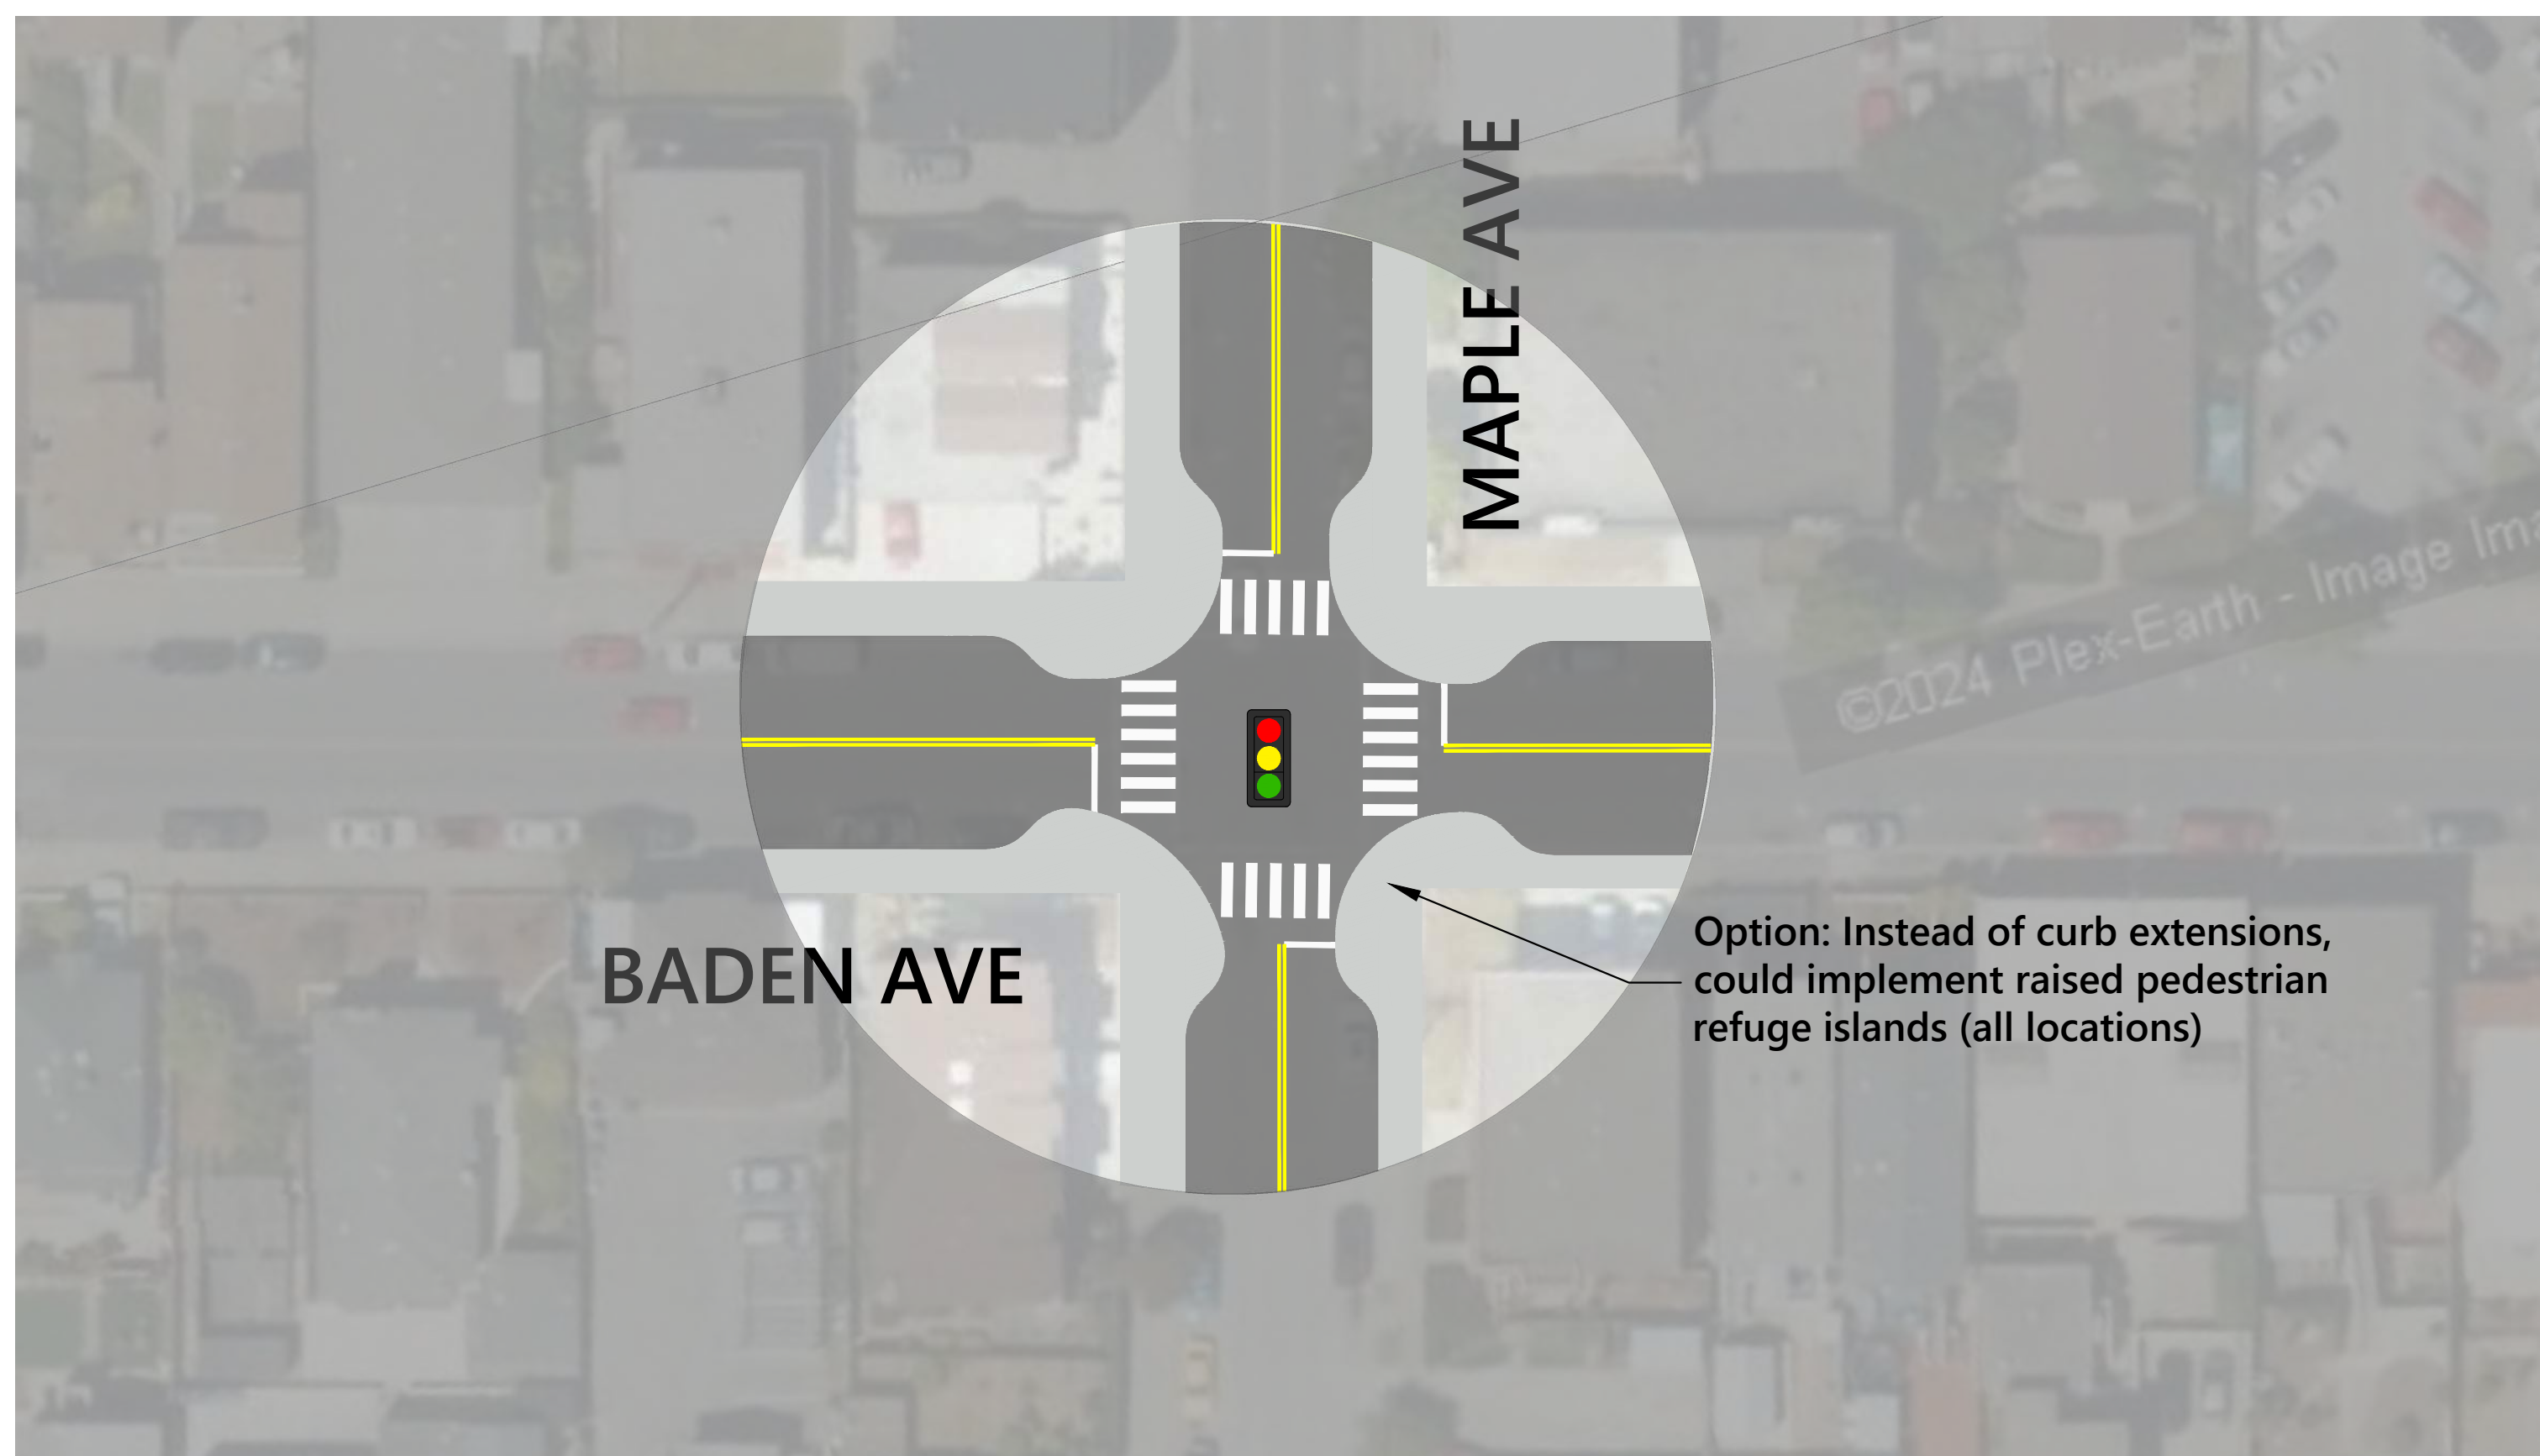 MAPLE AVE
©2024 Plex-Earth - Image Ima
BADEN AVE
Option: Instead of curb extensions,
could implement raised pedestrian
refuge islands (all locations)